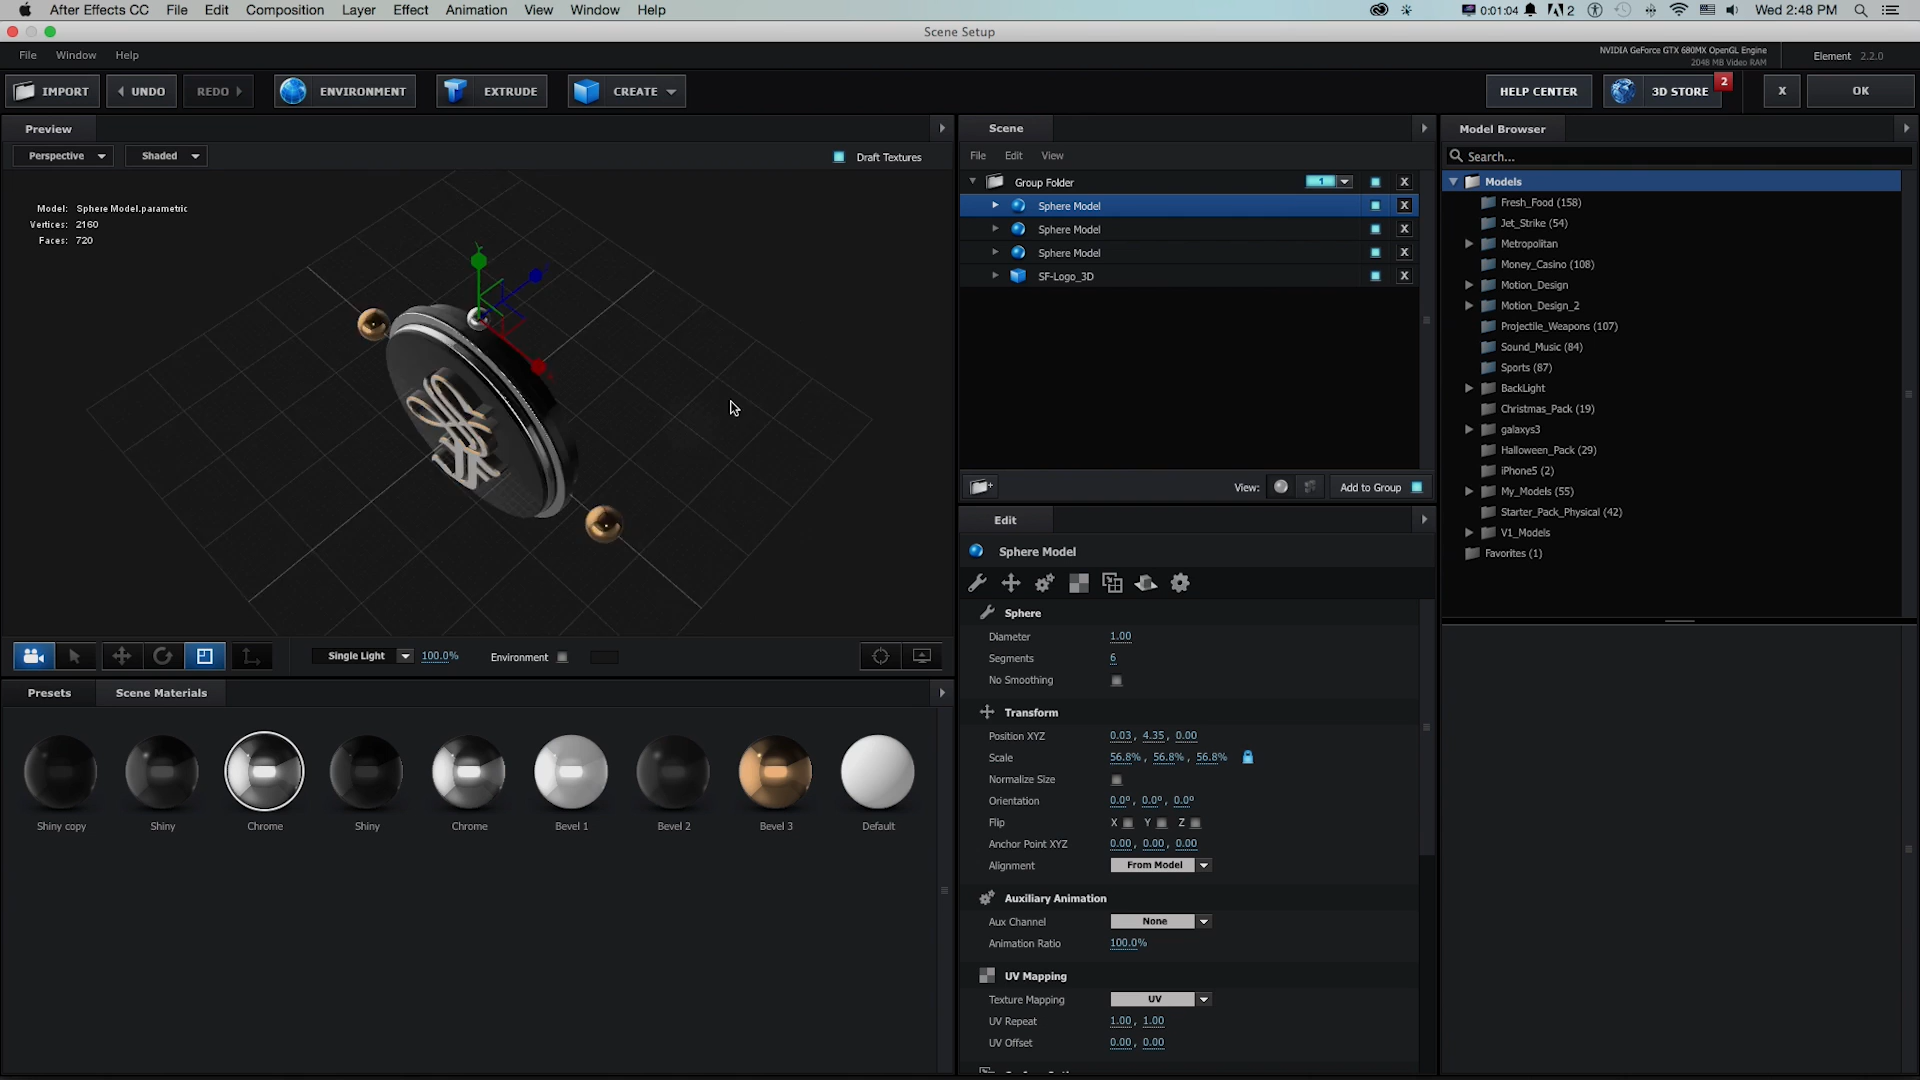 After Effects CC File Edit Composition Layer Effect Animation View Window Help 0:01:04 2 Wed 2:48 PM
Scene Setup
File Window Help
NVIDIA GeForce GTX 680MX OpenGL Engine
2048 MB Video RAM
Element 2.2.0
IMPORT UNDO REDO ENVIRONMENT EXTRUDE CREATE HELP CENTER 3D STORE 2 X OK
Preview
Perspective Shaded Draft Textures
Model: Sphere Model.parametric
Vertices: 2160
Faces: 720
Single Light 100.0% Environment
Presets Scene Materials
Shiny copy Shiny Chrome Shiny Chrome Bevel 1 Bevel 2 Bevel 3 Default
Scene
File Edit View
Group Folder 1 X
Sphere Model X
Sphere Model X
Sphere Model X
SF-Logo_3D X
View: Add to Group
Edit
Sphere Model
Sphere
Diameter 1.00
Segments 6
No Smoothing
Transform
Position XYZ 0.03, 4.35, 0.00
Scale 56.8%, 56.8%, 56.8%
Normalize Size
Orientation 0.0°, 0.0°, 0.0°
Flip X Y Z
Anchor Point XYZ 0.00, 0.00, 0.00
Alignment From Model
Auxiliary Animation
Aux Channel None
Animation Ratio 100.0%
UV Mapping
Texture Mapping UV
UV Repeat 1.00, 1.00
UV Offset 0.00, 0.00
Model Browser
Search...
Models
Fresh_Food (158)
Jet_Strike (54)
Metropolitan
Money_Casino (108)
Motion_Design
Motion_Design_2
Projectile_Weapons (107)
Sound_Music (84)
Sports (87)
BackLight
Christmas_Pack (19)
galaxys3
Halloween_Pack (29)
iPhone5 (2)
My_Models (55)
Starter_Pack_Physical (42)
V1_Models
Favorites (1)